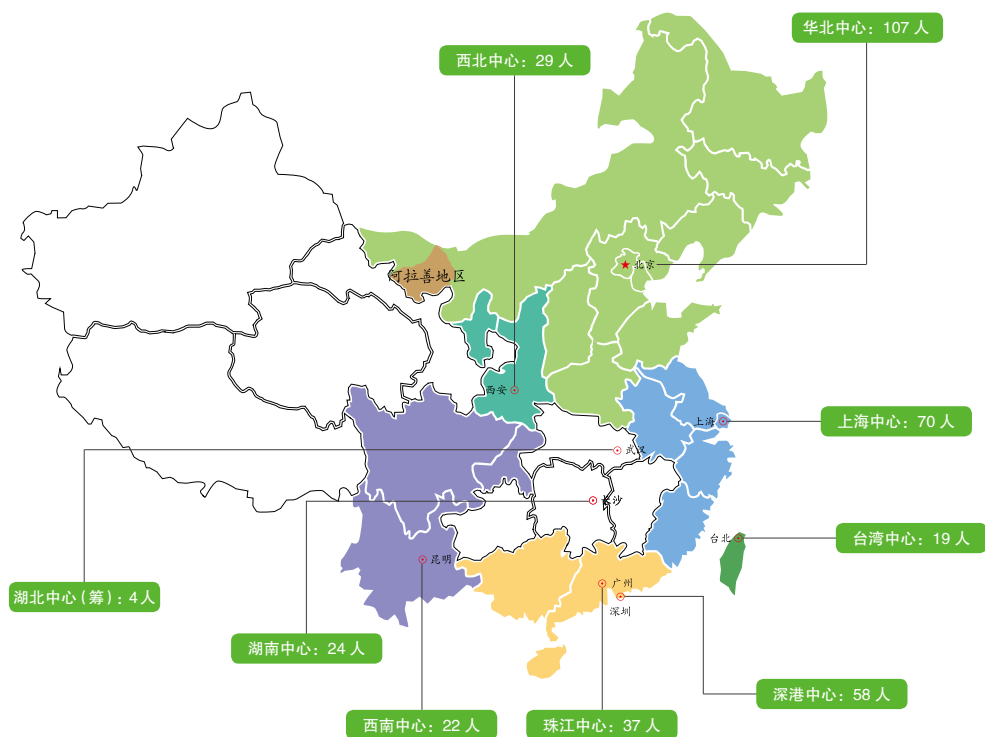 华北中心：107 人
西北中心：29 人
北京
阿拉善地区
西安
上海
上海中心：70 人
武汉
长沙
台北
台湾中心：19 人
昆明
广州
湖北中心（筹）：4 人
深圳
湖南中心：24 人
深港中心：58 人
西南中心：22 人
珠江中心：37 人